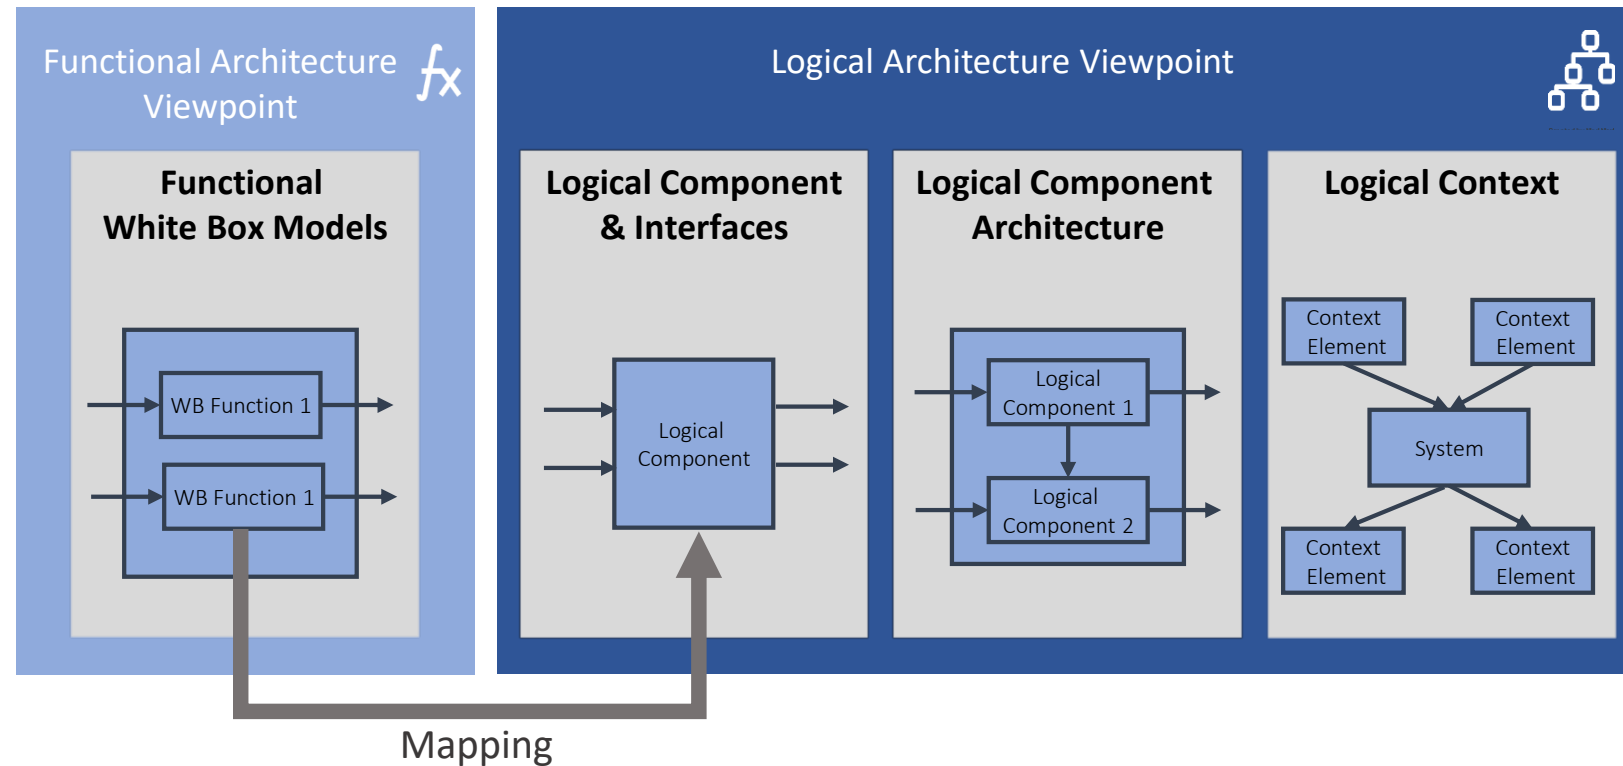 Functional Architecture
Viewpoint
fx
Functional
White Box Models
WB Function 1
WB Function 1
Logical Architecture Viewpoint
Logical Component
& Interfaces
Logical
Component
Logical Component
Architecture
Logical
Component 1
Logical
Component 2
Logical Context
Context
Element
Context
Element
System
Context
Element
Context
Element
Mapping